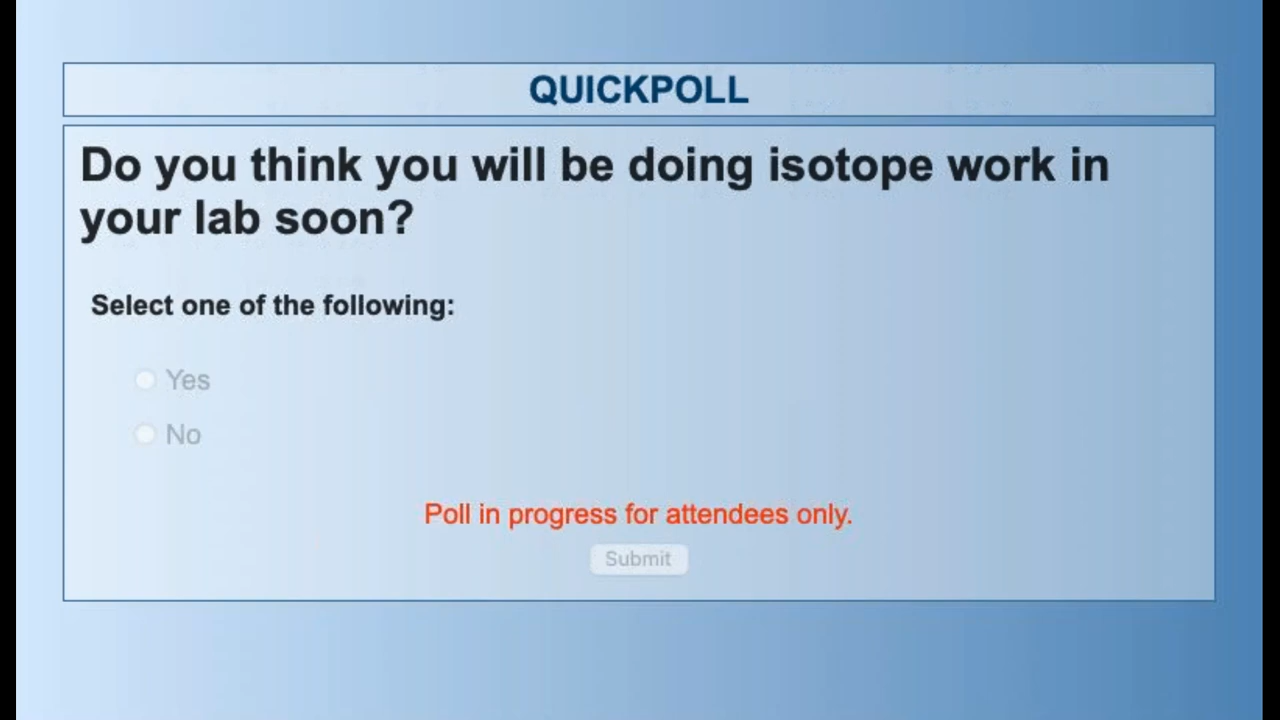 QUICKPOLL
Do you think you will be doing isotope work in
your lab soon?
Select one of the following:
Yes
No
Poll in progress for attendees only.
Submit